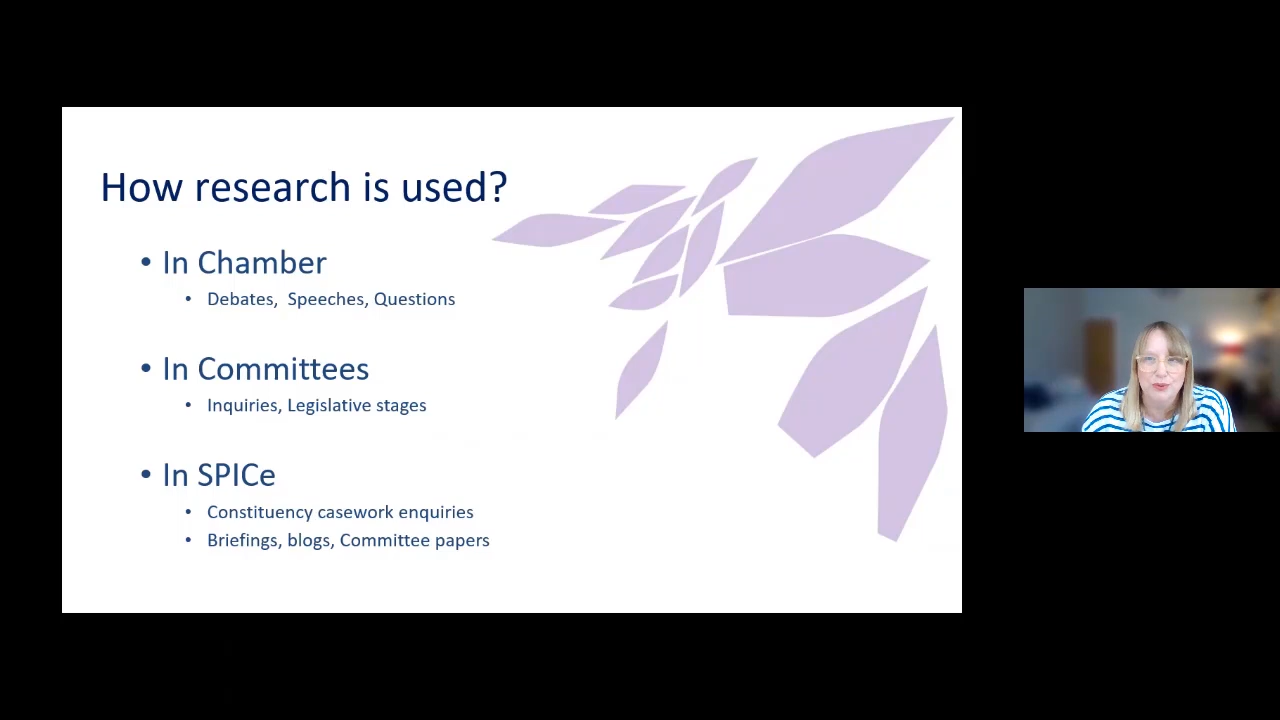 How research is used?
• In Chamber
• Debates,  Speeches, Questions
• In Committees
• Inquiries, Legislative stages
• In SPICe
• Constituency casework enquiries
• Briefings, blogs, Committee papers